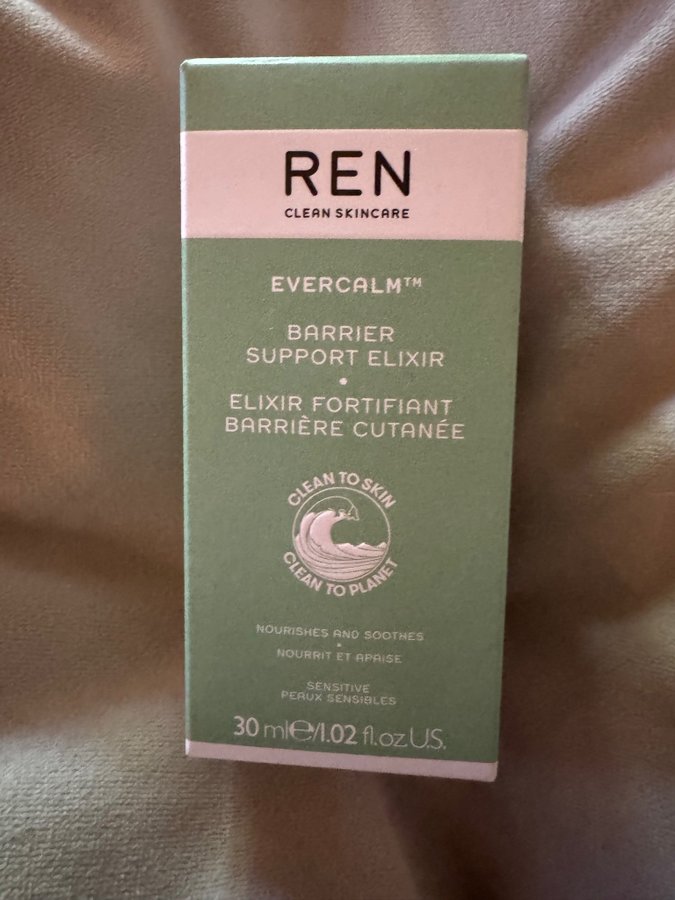 REN
CLEAN SKINCARE
EVERCALM™
BARRIER
SUPPORT ELIXIR
•
ELIXIR FORTIFIANT
BARRIÈRE CUTANÉE
CLEAN TO SKIN
CLEAN TO PLANET
NOURISHES AND SOOTHES
•
NOURRIT ET APAISE
SENSITIVE
PEAUX SENSIBLES
30 ml℮/1.02 fl.oz U.S.